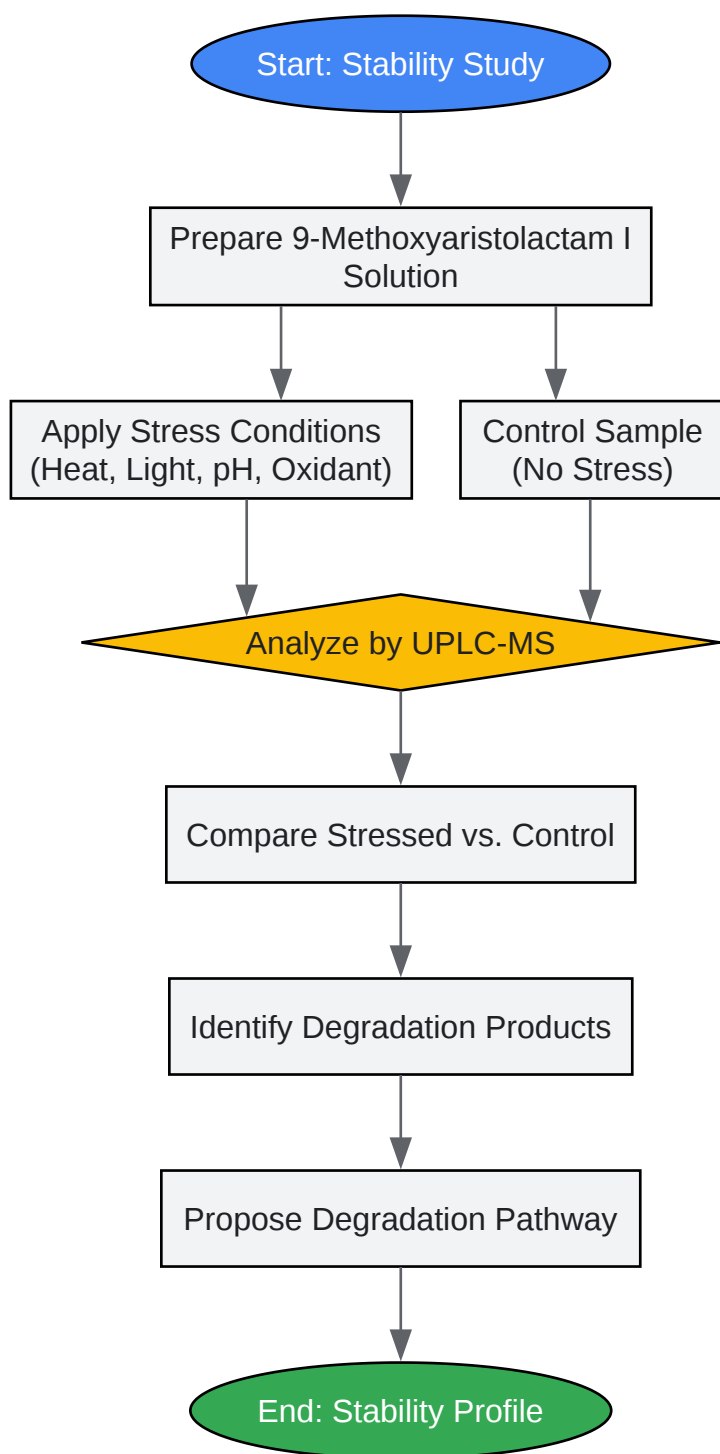 Start: Stability Study
Prepare 9-Methoxyaristolactam I
Solution
Apply Stress Conditions
(Heat, Light, pH, Oxidant)
Control Sample
(No Stress)
Analyze by UPLC-MS
Compare Stressed vs. Control
Identify Degradation Products
Propose Degradation Pathway
End: Stability Profile